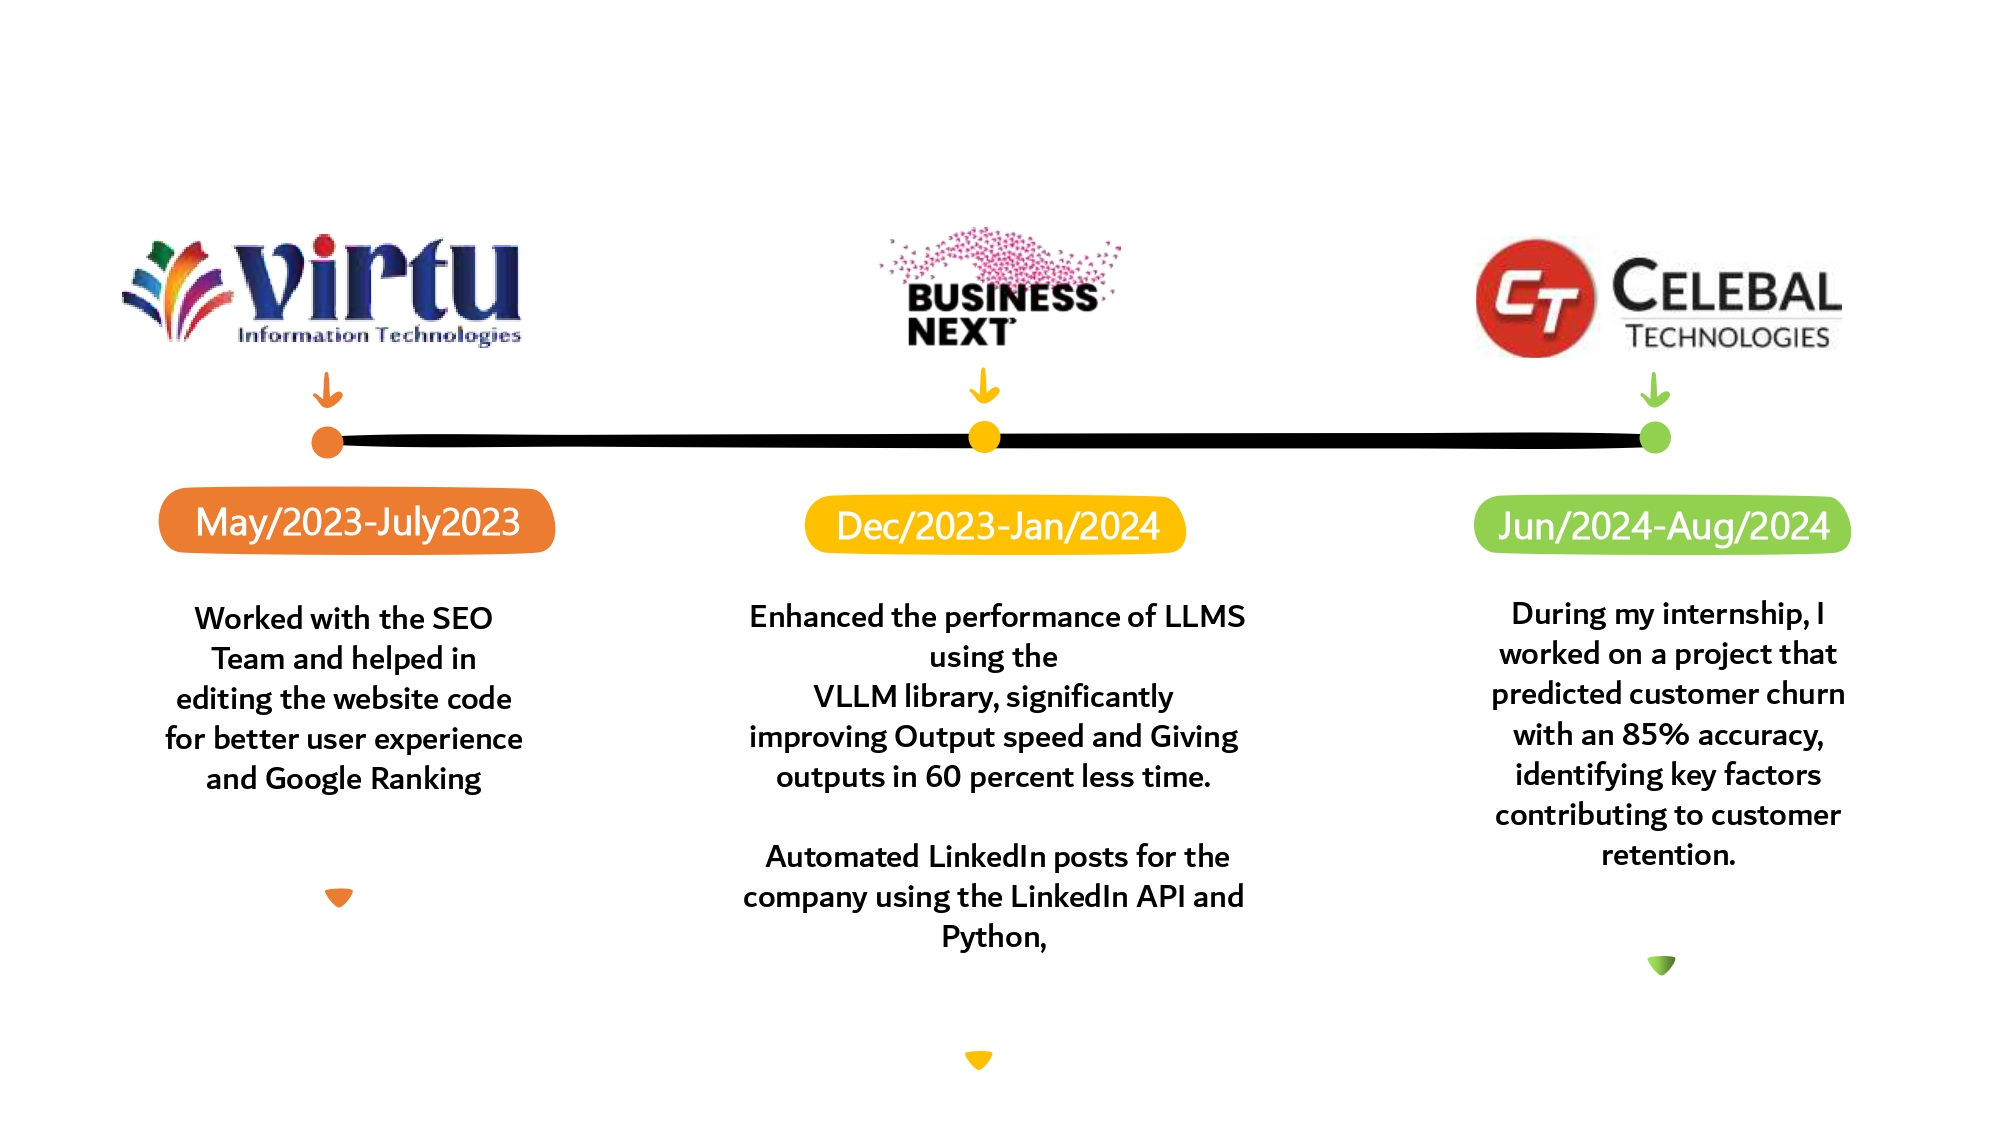 virtu
Information Technologies
May/2023-July2023
Worked with the SEO
Team and helped in
editing the website code
for better user experience
and Google Ranking
BUSINESS
NEXT
Dec/2023-Jan/2024
Enhanced the performance of LLMS
using the
VLLM library, significantly
improving Output speed and Giving
outputs in 60 percent less time.
Automated LinkedIn posts for the
company using the LinkedIn API and
Python,
CT
CELEBAL
TECHNOLOGIES
Jun/2024-Aug/2024
During my internship, I
worked on a project that
predicted customer churn
with an 85% accuracy,
identifying key factors
contributing to customer
retention.